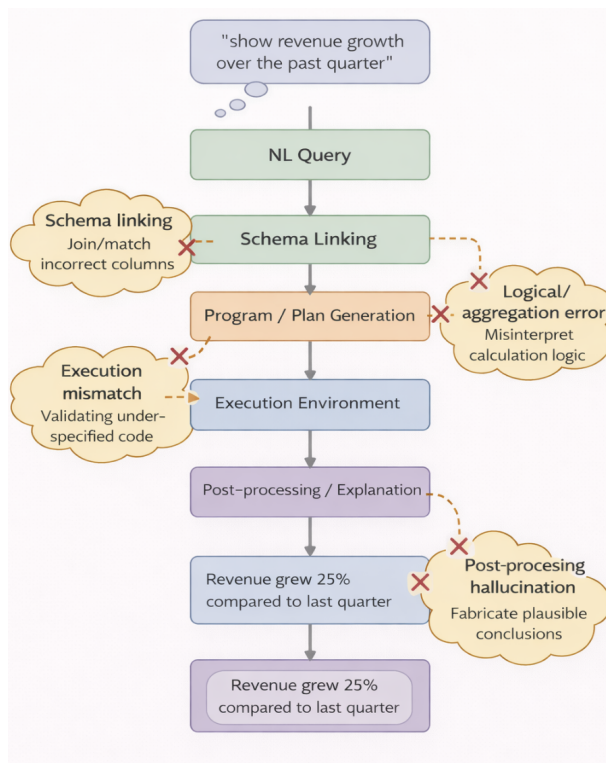 "show revenue growth
over the past quarter"
NL Query
Schema linking
Join/match
incorrect columns
Schema Linking
Logical/
aggregation error
Misinterpret
calculation logic
Program / Plan Generation
Execution
mismatch
Validating under-
specified code
Execution Environment
Post-processing / Explanation
Revenue grew 25%
compared to last quarter
Post-procesing
hallucination
Fabricate plausible
conclusions
Revenue grew 25%
compared to last quarter